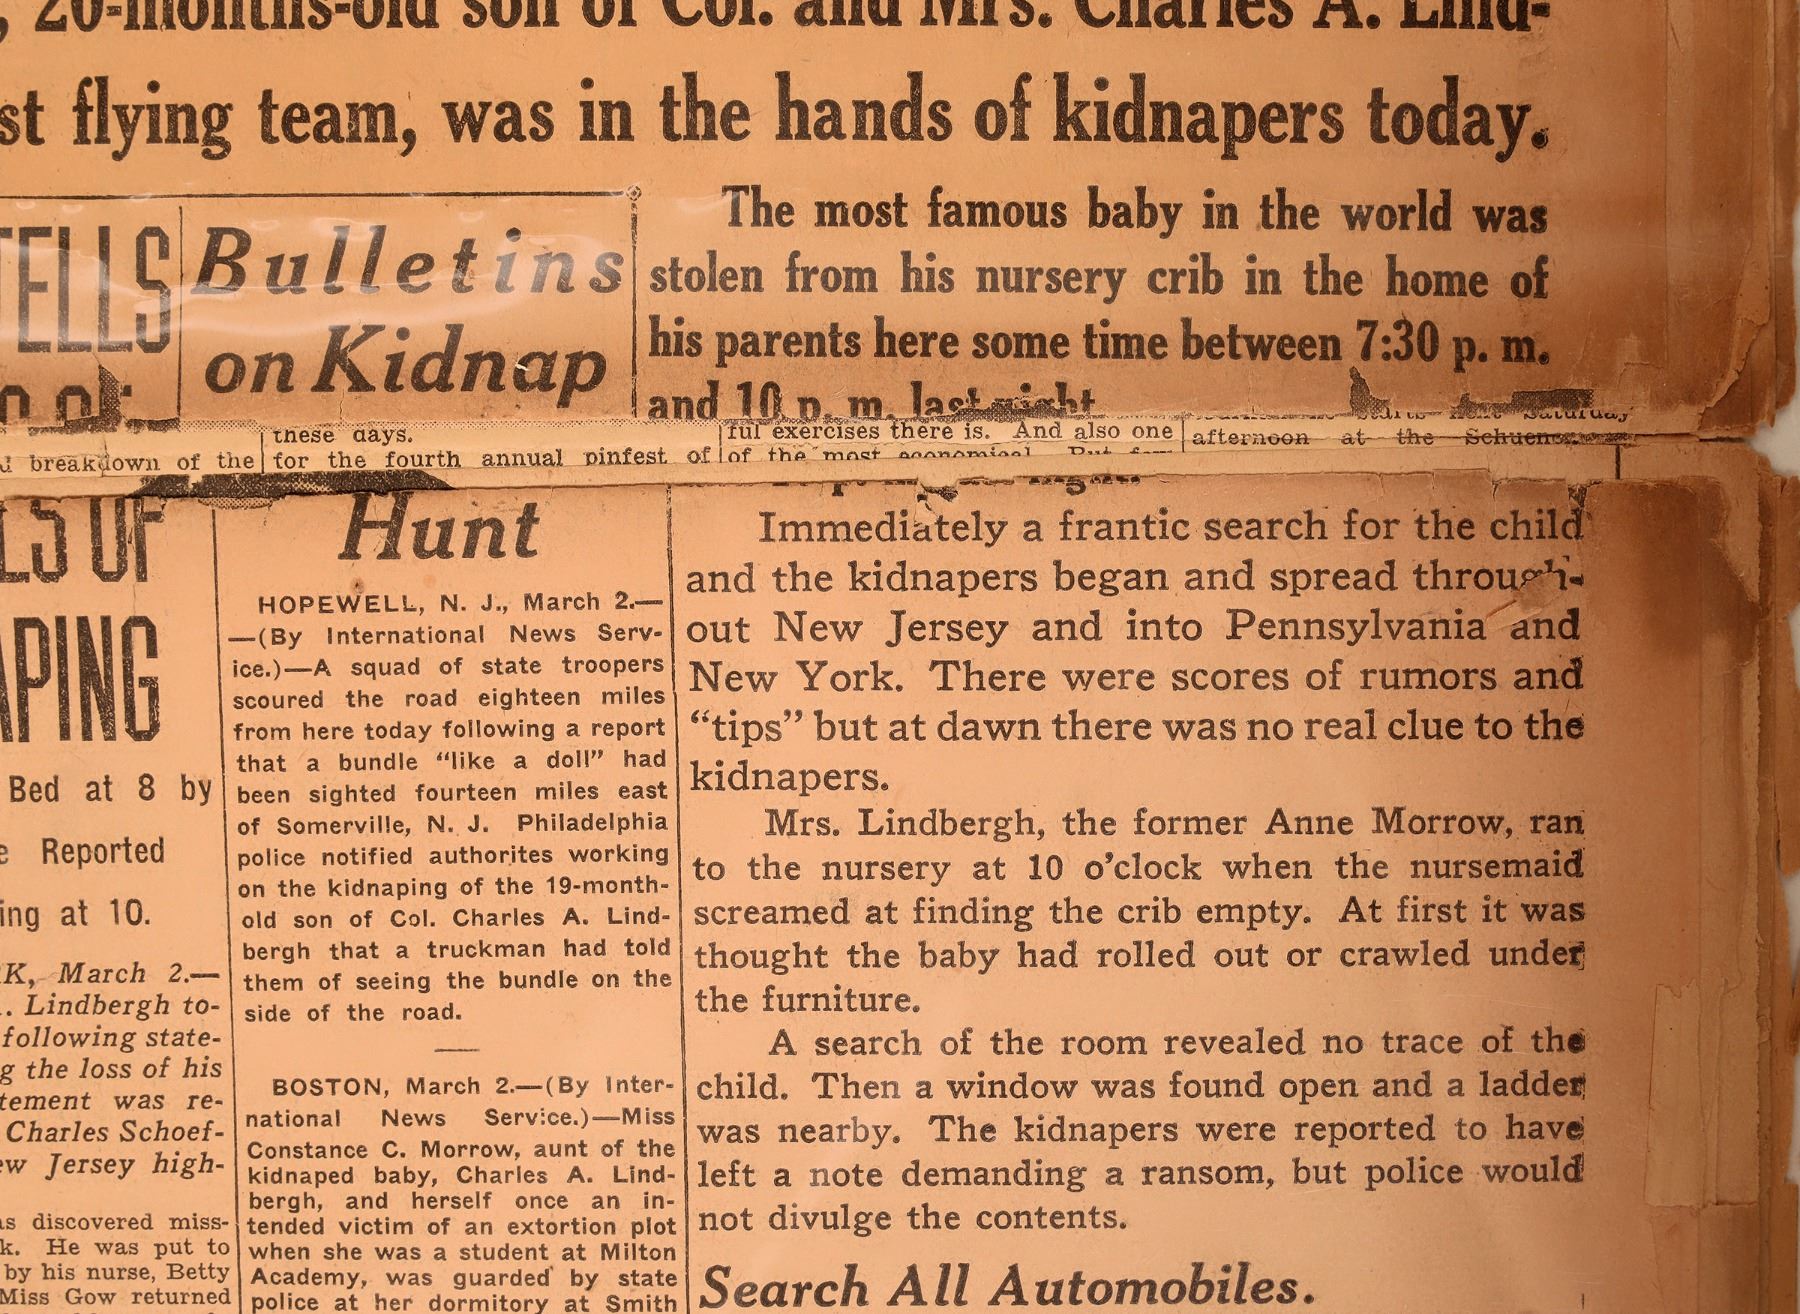 , 20-months-old son of Col. and Mrs. Charles A. Lind-
st flying team, was in the hands of kidnapers today.
TELLS
Bulletins
on Kidnap
The most famous baby in the world was
stolen from his nursery crib in the home of
his parents here some time between 7:30 p. m.
and 10 p. m. last night
these days.
breakdown of the
for the fourth annual pinfest of
ful exercises there is. And also one
of the most economical. But
afternoon at the
OF
APING
Bed at 8 by
e Reported
ing at 10.
K, March 2.—
. Lindbergh to-
following state-
g the loss of his
tement was re-
Charles Schoef-
ew Jersey high-
as discovered miss-
k. He was put to
by his nurse, Betty
Miss Gow returned
Hunt
HOPEWELL, N. J., March 2.—
—(By International News Serv-
ice.)—A squad of state troopers
scoured the road eighteen miles
from here today following a report
that a bundle “like a doll” had
been sighted fourteen miles east
of Somerville, N. J. Philadelphia
police notified authorites working
on the kidnaping of the 19-month-
old son of Col. Charles A. Lind-
bergh that a truckman had told
them of seeing the bundle on the
side of the road.
BOSTON, March 2.—(By Inter-
national News Service.)—Miss
Constance C. Morrow, aunt of the
kidnaped baby, Charles A. Lind-
bergh, and herself once an in-
tended victim of an extortion plot
when she was a student at Milton
Academy, was guarded by state
police at her dormitory at Smith
Immediately a frantic search for the child
and the kidnapers began and spread through-
out New Jersey and into Pennsylvania and
New York. There were scores of rumors and
“tips” but at dawn there was no real clue to the
kidnapers.
Mrs. Lindbergh, the former Anne Morrow, ran
to the nursery at 10 o’clock when the nursemaid
screamed at finding the crib empty. At first it was
thought the baby had rolled out or crawled under
the furniture.
A search of the room revealed no trace of the
child. Then a window was found open and a ladder
was nearby. The kidnapers were reported to have
left a note demanding a ransom, but police would
not divulge the contents.
Search All Automobiles.